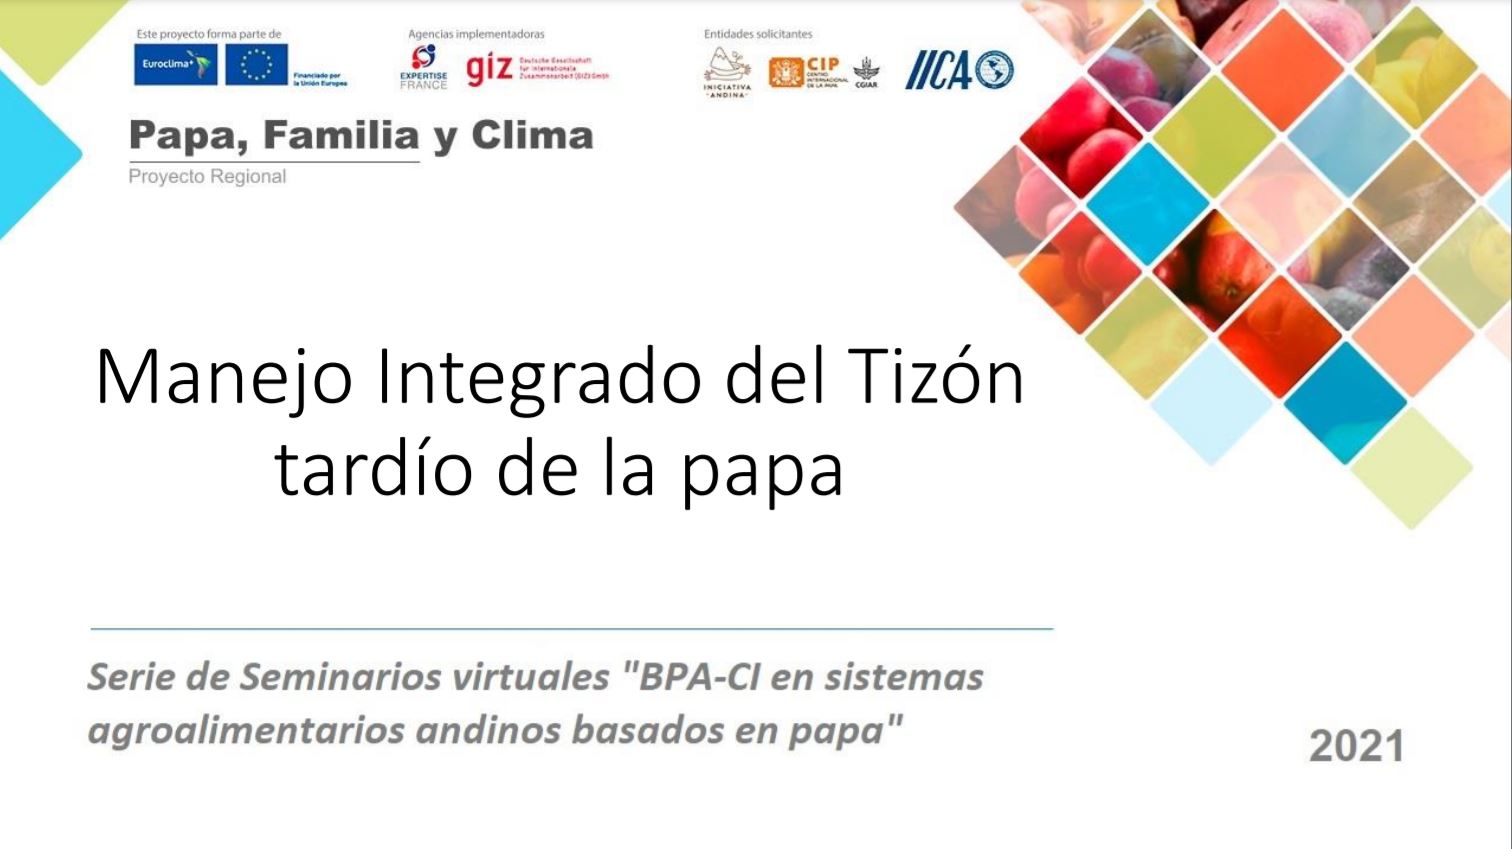 Este proyecto forma parte de
Agencias implementadoras
Entidades solicitantes
Euroclima+
Financiado por
la Unión Europea
EXPERTISE
FRANCE
giz
Deutsche Gesellschaft
für Internationale
Zusammenarbeit (GIZ) GmbH
INICIATIVA
-ANDINA-
CIP
CENTRO
INTERNACIONAL
DE LA PAPA
CGIAR
IICA
Papa, Familia y Clima
Proyecto Regional
Manejo Integrado del Tizón
tardío de la papa
Serie de Seminarios virtuales "BPA-CI en sistemas
agroalimentarios andinos basados en papa"
2021